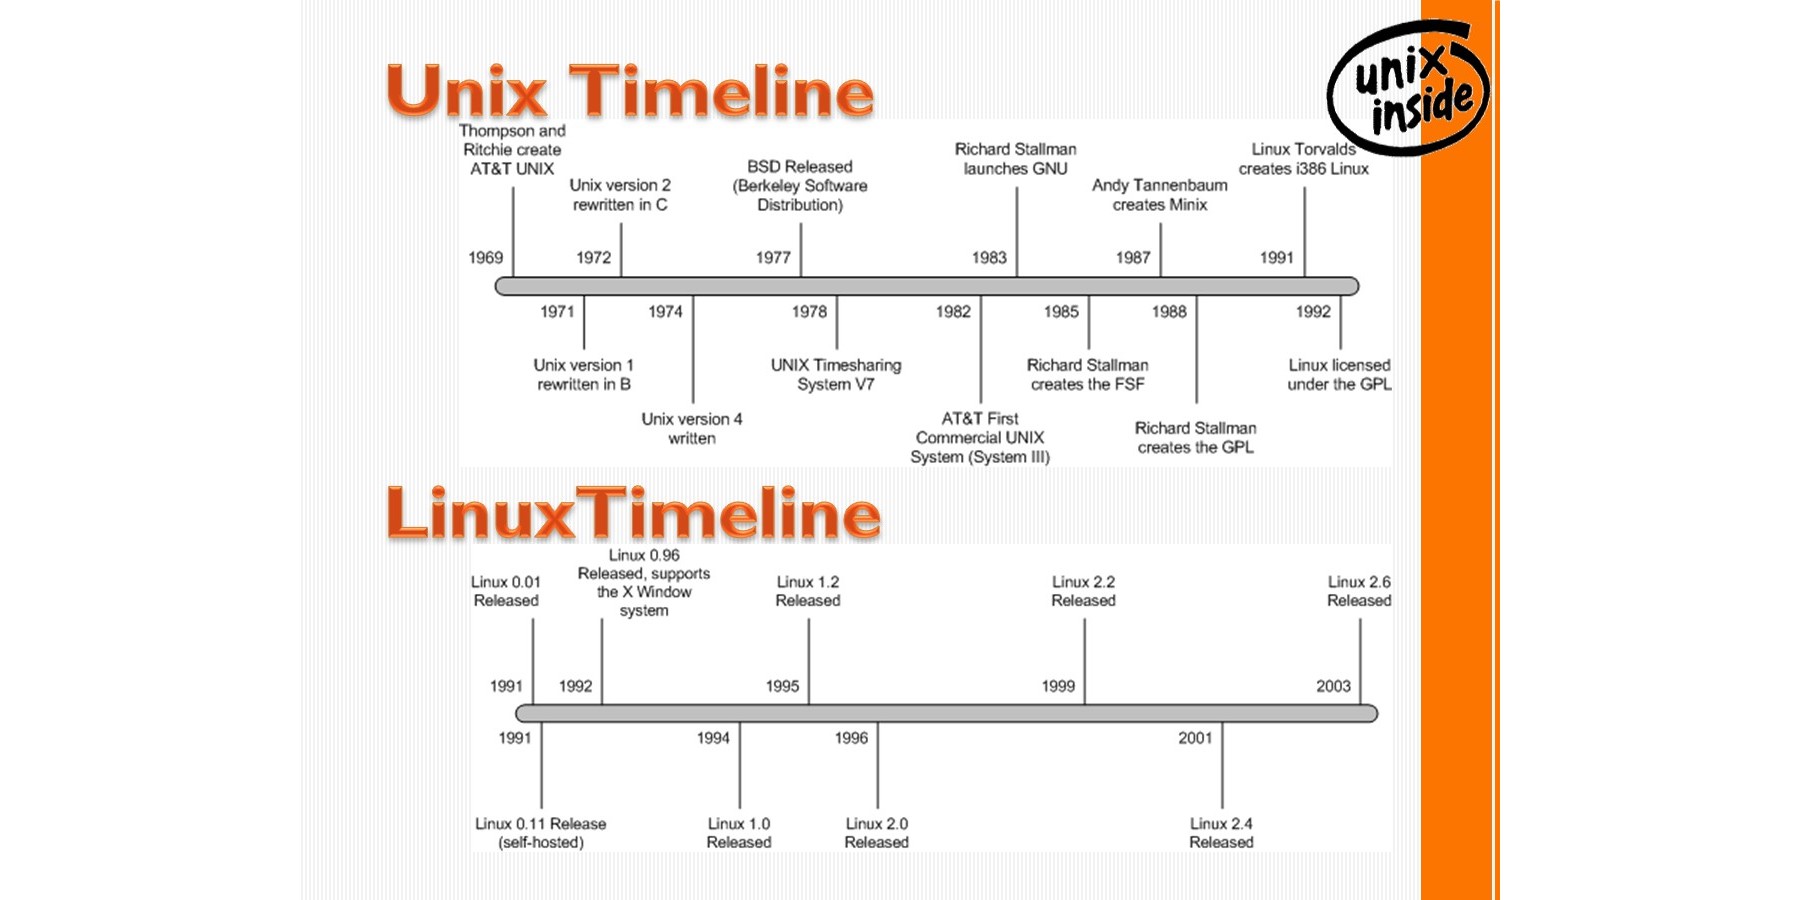 Unix Timeline
unix
inside
Thompson and
Ritchie create
AT&T UNIX
Unix version 2
rewritten in C
BSD Released
(Berkeley Software
Distribution)
Richard Stallman
launches GNU
Andy Tannenbaum
creates Minix
Linux Torvalds
creates i386 Linux
1969
1972
1977
1983
1987
1991
1971
1974
1978
1982
1985
1988
1992
Unix version 1
rewritten in B
Unix version 4
written
UNIX Timesharing
System V7
AT&T First
Commercial UNIX
System (System III)
Richard Stallman
creates the FSF
Richard Stallman
creates the GPL
Linux licensed
under the GPL
LinuxTimeline
Linux 0.01
Released
Linux 0.96
Released, supports
the X Window
system
Linux 1.2
Released
Linux 2.2
Released
Linux 2.6
Released
1991
1992
1995
1999
2003
1991
1994
1996
2001
Linux 0.11 Release
(self-hosted)
Linux 1.0
Released
Linux 2.0
Released
Linux 2.4
Released